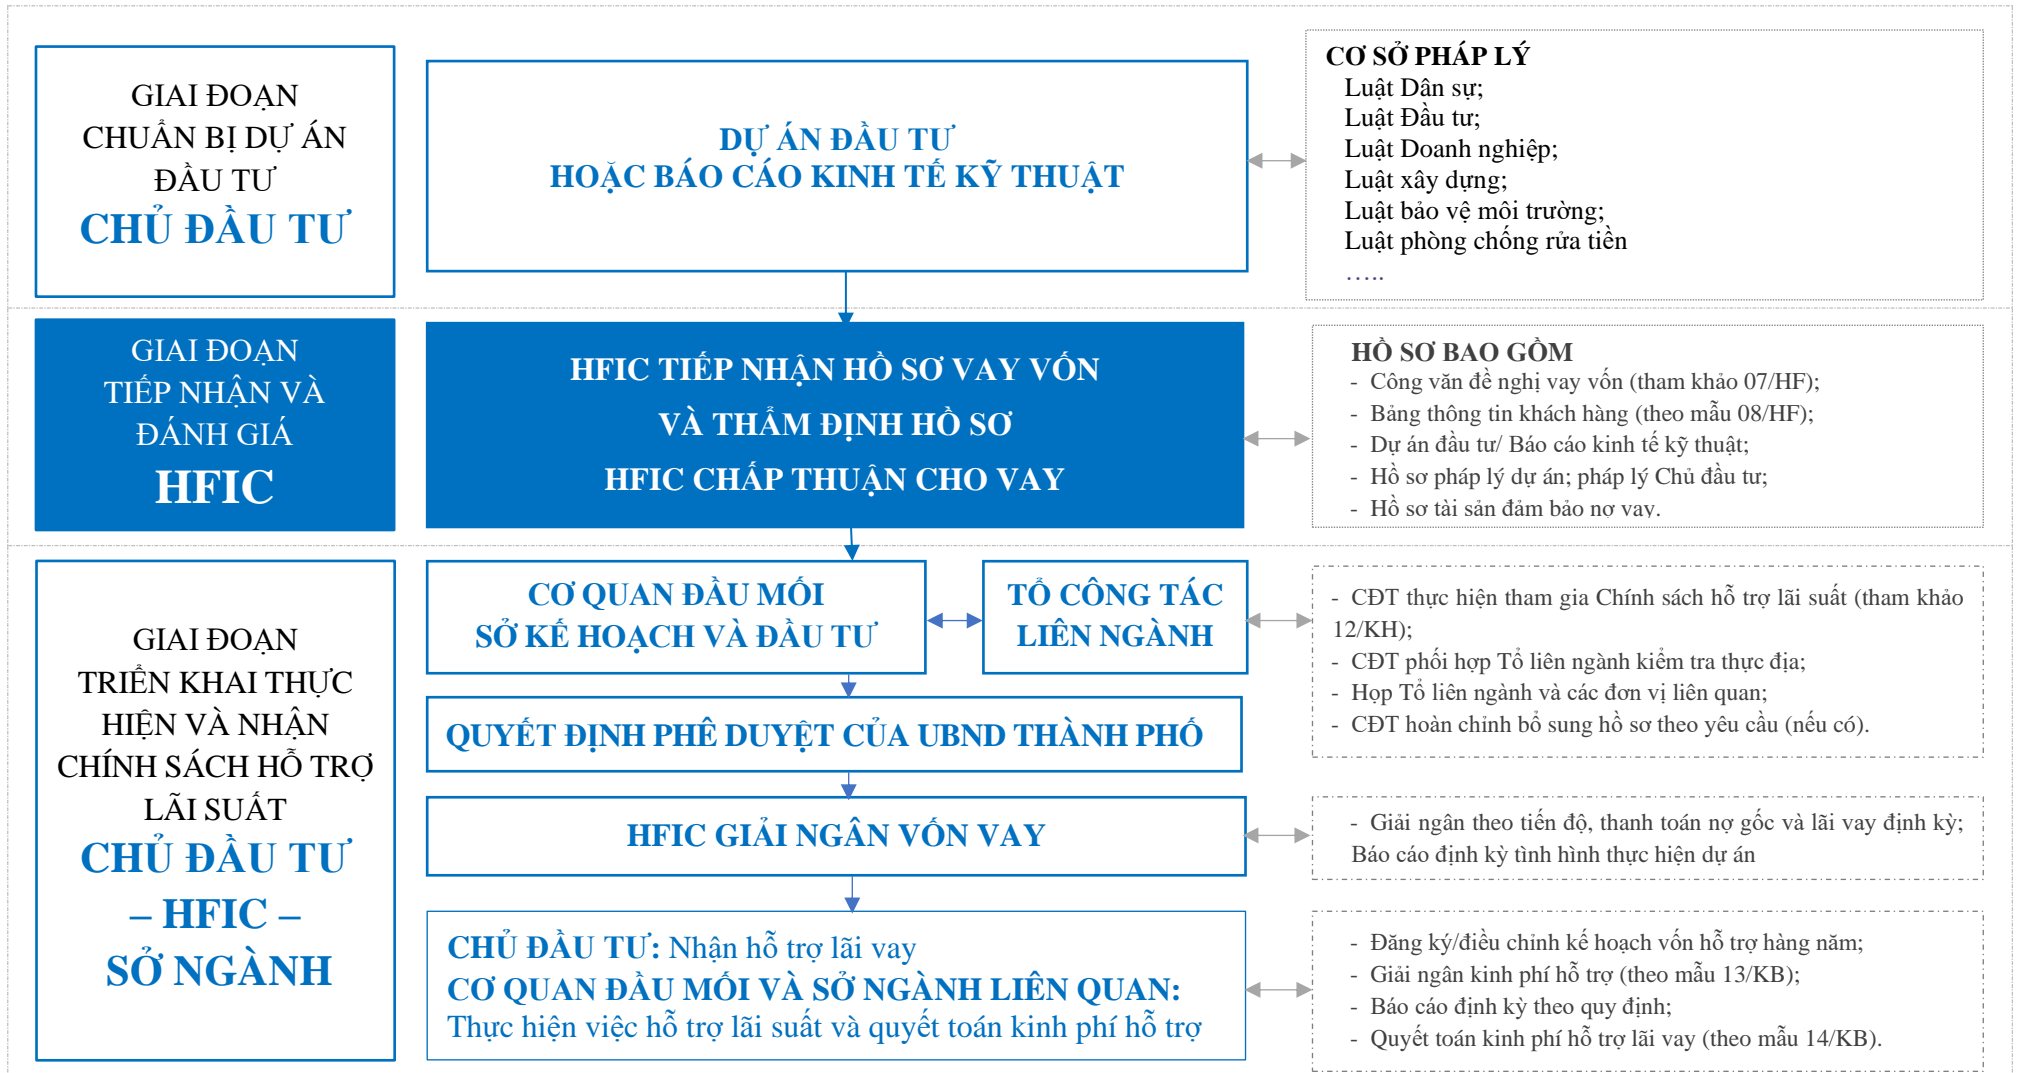 GIAI ĐOẠN
CHUẨN BỊ DỰ ÁN
ĐẦU TƯ
CHỦ ĐẦU TƯ
DỰ ÁN ĐẦU TƯ
HOẶC BÁO CÁO KINH TẾ KỸ THUẬT
CƠ SỞ PHÁP LÝ
Luật Dân sự;
Luật Đầu tư;
Luật Doanh nghiệp;
Luật xây dựng;
Luật bảo vệ môi trường;
Luật phòng chống rửa tiền
…..
GIAI ĐOẠN
TIẾP NHẬN VÀ
ĐÁNH GIÁ
HFIC
HFIC TIẾP NHẬN HỒ SƠ VAY VỐN
VÀ THẨM ĐỊNH HỒ SƠ
HFIC CHẤP THUẬN CHO VAY
HỒ SƠ BAO GỒM
- Công văn đề nghị vay vốn (tham khảo 07/HF);
- Bảng thông tin khách hàng (theo mẫu 08/HF);
- Dự án đầu tư/ Báo cáo kinh tế kỹ thuật;
- Hồ sơ pháp lý dự án; pháp lý Chủ đầu tư;
- Hồ sơ tài sản đảm bảo nợ vay.
GIAI ĐOẠN
TRIỂN KHAI THỰC
HIỆN VÀ NHẬN
CHÍNH SÁCH HỖ TRỢ
LÃI SUẤT
CHỦ ĐẦU TƯ
– HFIC –
SỞ NGÀNH
CƠ QUAN ĐẦU MỐI
SỞ KẾ HOẠCH VÀ ĐẦU TƯ
TỔ CÔNG TÁC
LIÊN NGÀNH
- CĐT thực hiện tham gia Chính sách hỗ trợ lãi suất (tham khảo
12/KH);
- CĐT phối hợp Tổ liên ngành kiểm tra thực địa;
- Họp Tổ liên ngành và các đơn vị liên quan;
- CĐT hoàn chỉnh bổ sung hồ sơ theo yêu cầu (nếu có).
QUYẾT ĐỊNH PHÊ DUYỆT CỦA UBND THÀNH PHỐ
HFIC GIẢI NGÂN VỐN VAY
- Giải ngân theo tiến độ, thanh toán nợ gốc và lãi vay định kỳ;
Báo cáo định kỳ tình hình thực hiện dự án
CHỦ ĐẦU TƯ: Nhận hỗ trợ lãi vay
CƠ QUAN ĐẦU MỐI VÀ SỞ NGÀNH LIÊN QUAN:
Thực hiện việc hỗ trợ lãi suất và quyết toán kinh phí hỗ trợ
- Đăng ký/điều chỉnh kế hoạch vốn hỗ trợ hàng năm;
- Giải ngân kinh phí hỗ trợ (theo mẫu 13/KB);
- Báo cáo định kỳ theo quy định;
- Quyết toán kinh phí hỗ trợ lãi vay (theo mẫu 14/KB).